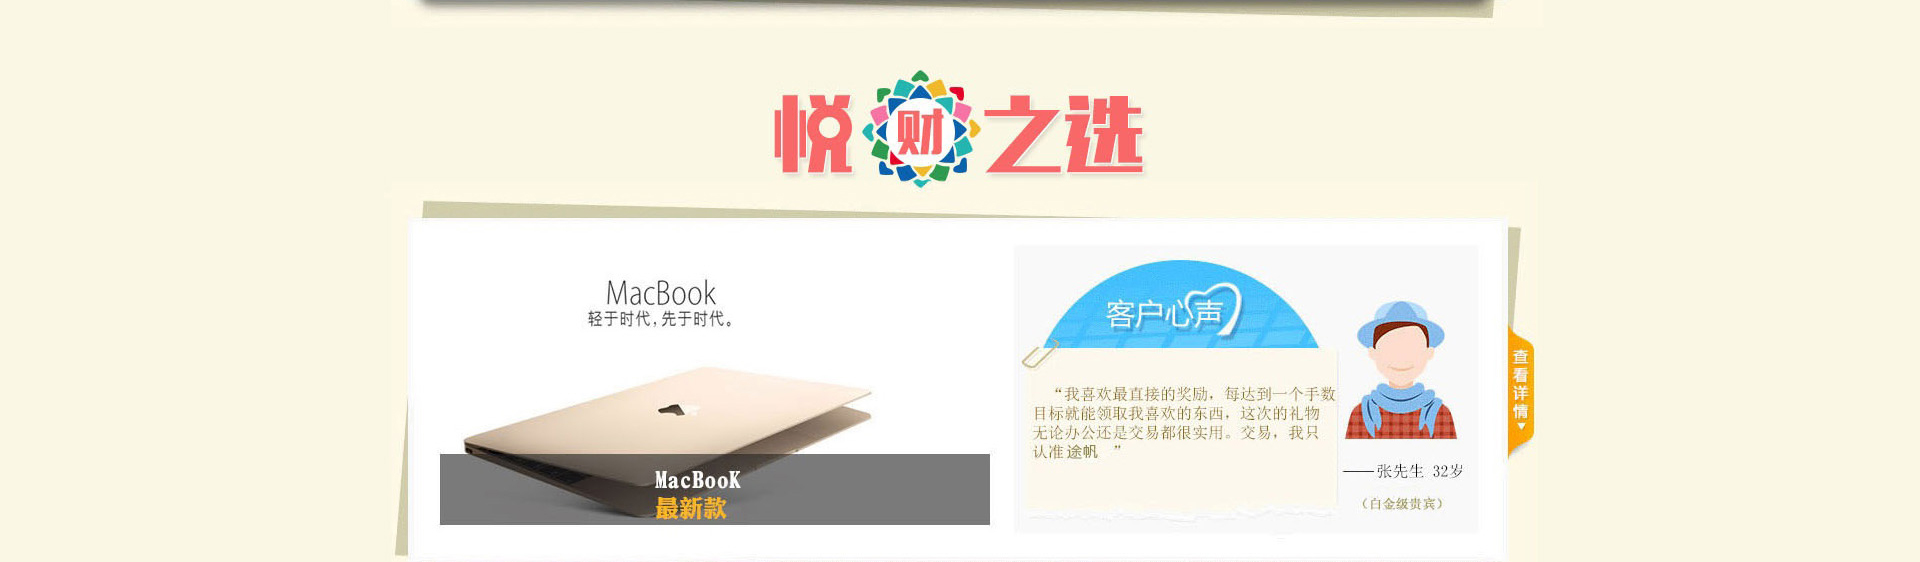 悦财之选
MacBook
轻于时代，先于时代。
MacBooK
最新款
客户心声
“我喜欢最直接的奖励，每达到一个手数
目标就能领取我喜欢的东西，这次的礼物
无论办公还是交易都很实用。交易，我只
认准途帆 ”
——张先生 32岁
（白金级贵宾）
查看详情